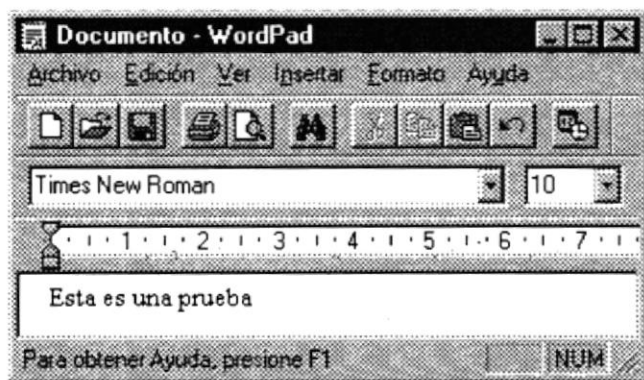 Documento - WordPad
Archivo Edición Ver Insertar Formato Ayuda
Times New Roman 10
1 2 3 4 5 6 7
Esta es una prueba
Para obtener Ayuda, presione F1 NUM